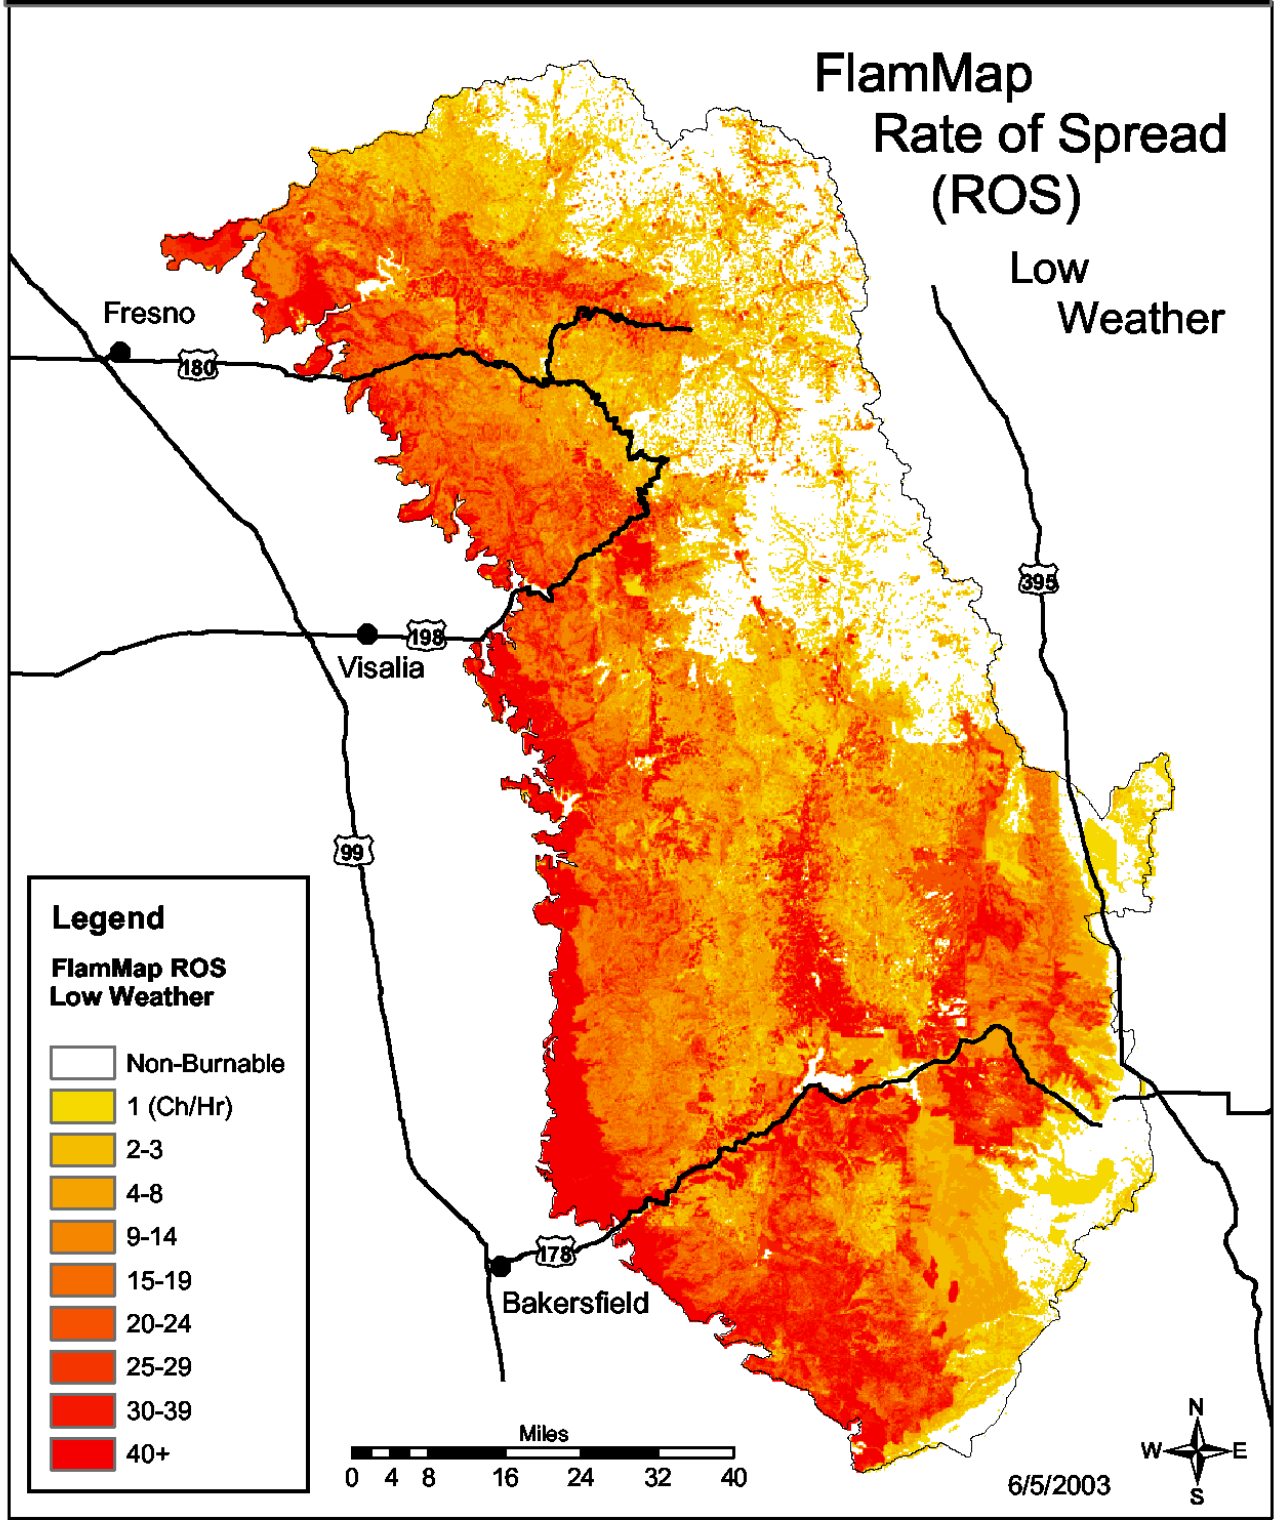 FlamMap
Rate of Spread
(ROS)
Low
Weather
Fresno
180
395
198
Visalia
99
Legend
FlamMap ROS
Low Weather
Non-Burnable
1 (Ch/Hr)
2-3
4-8
9-14
15-19
20-24
25-29
30-39
40+
178
Bakersfield
Miles
0 4 8 16 24 32 40
N
W E
S
6/5/2003